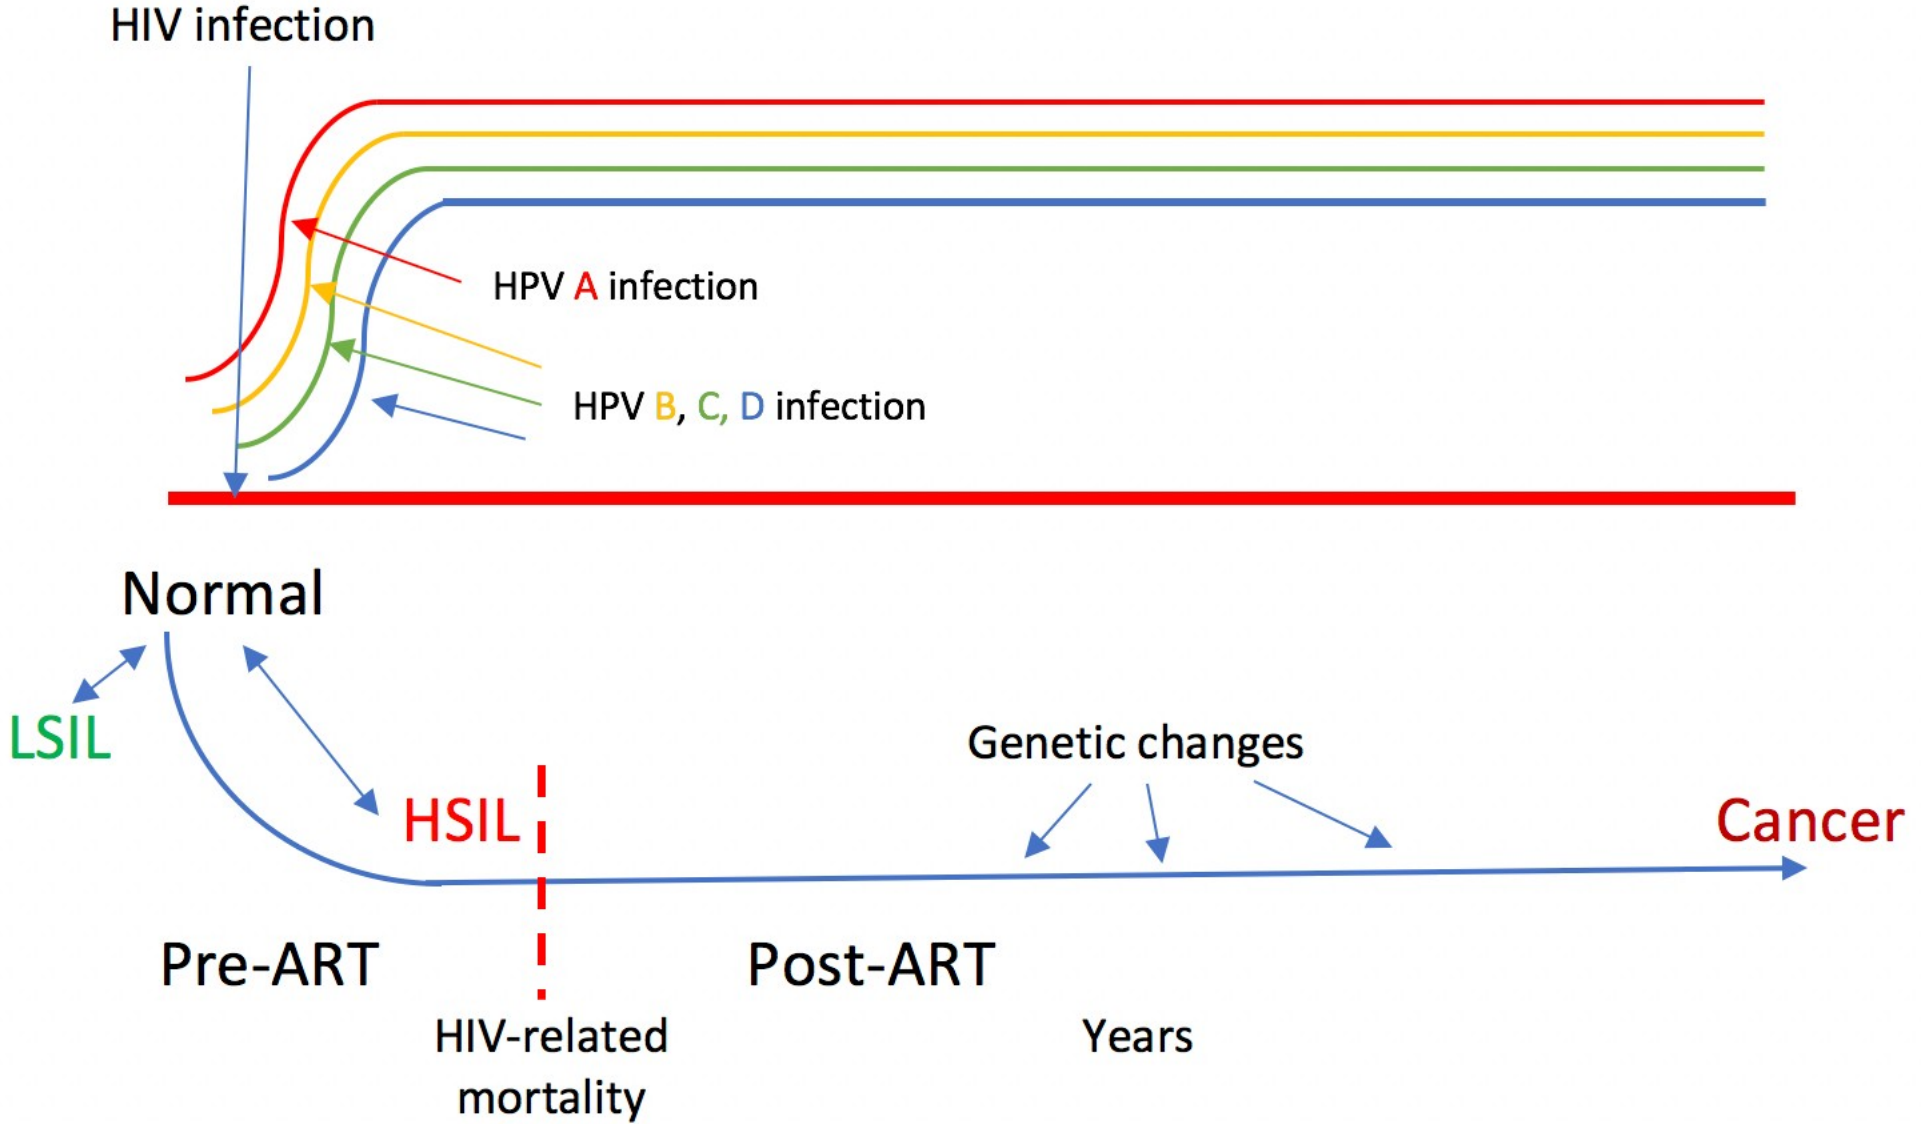 HIV infection
HPV A infection
HPV B, C, D infection
Normal
LSIL
HSIL
Genetic changes
Cancer
Pre-ART
Post-ART
HIV-related
mortality
Years